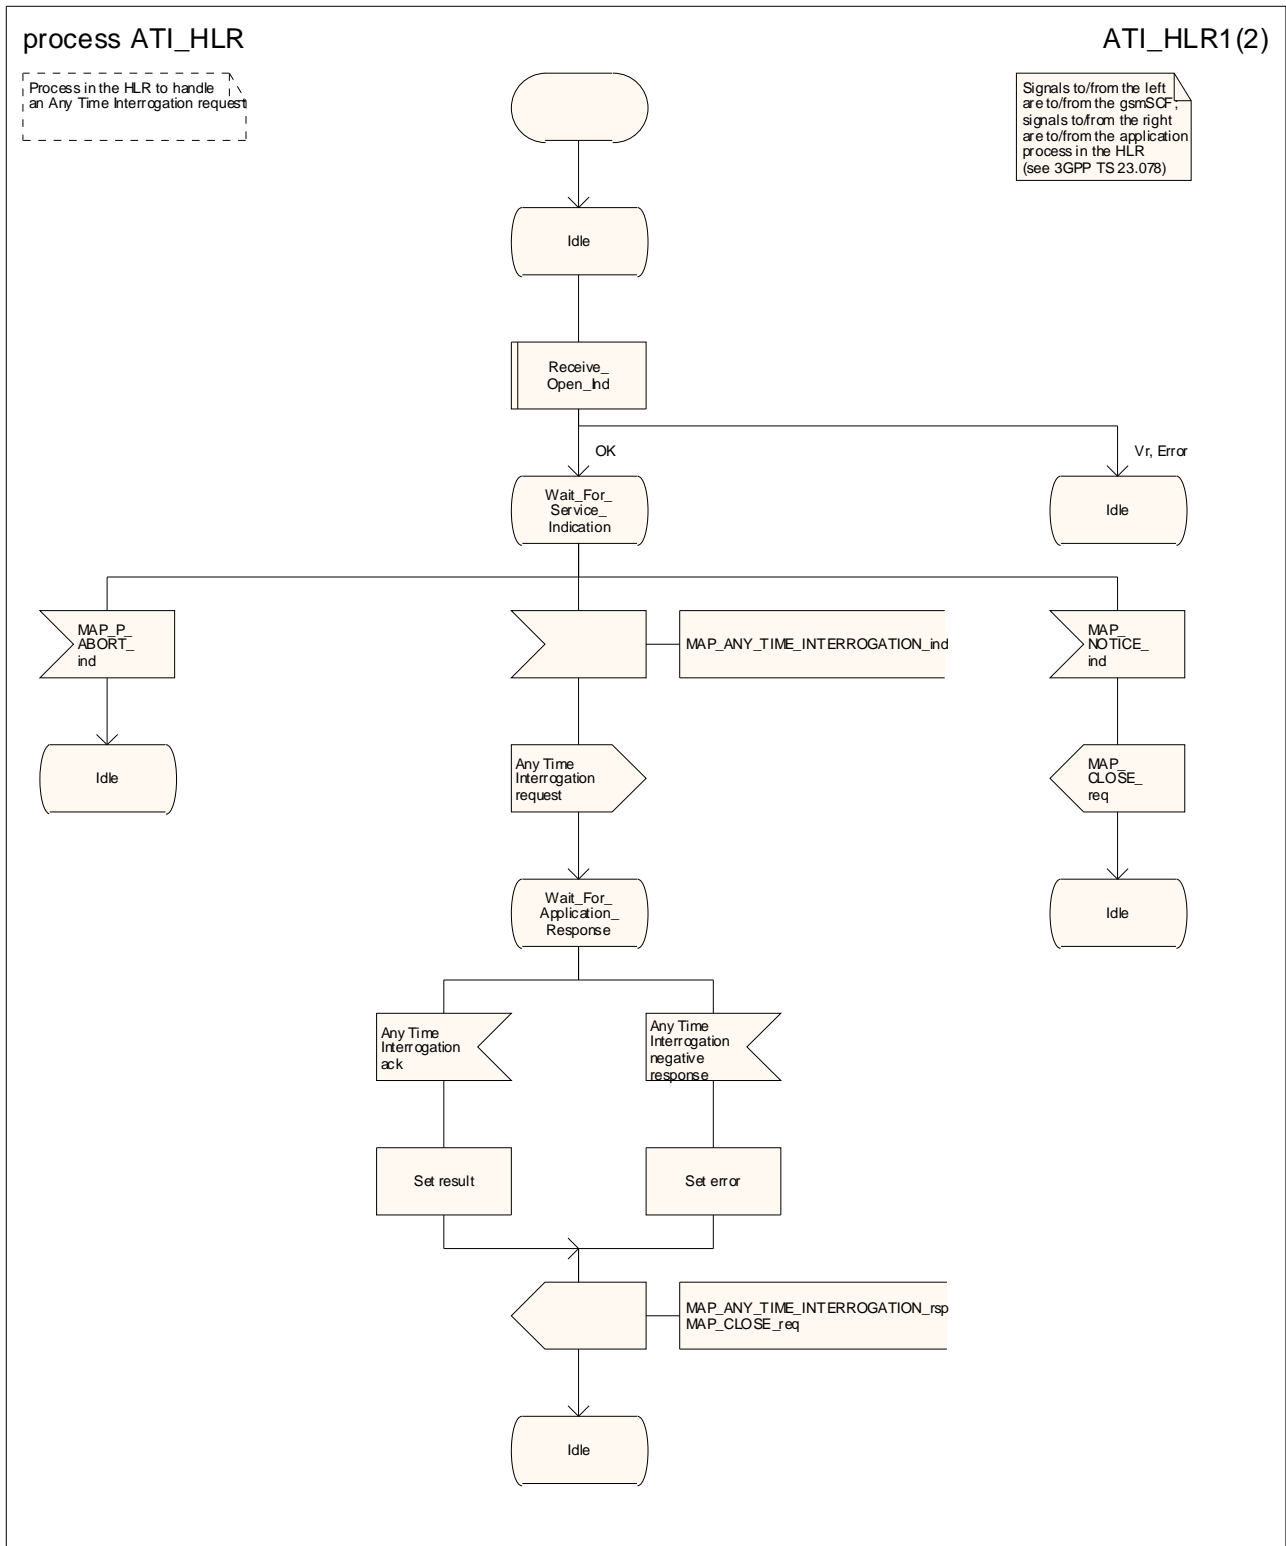 process ATI_HLR
ATI_HLR1(2)
Process in the HLR to handle
an Any Time Interrogation request
Signals to/from the left
are to/from the gsmSCF;
signals to/from the right
are to/from the application
process in the HLR
(see 3GPP TS 23.078)
Idle
Receive_
Open_Ind
OK
Vr, Error
Wait_For_
Service_
Indication
Idle
MAP_P_
ABORT_
ind
MAP_ANY_TIME_INTERROGATION_ind
MAP_
NOTICE_
ind
Idle
Any Time
Interrogation
request
MAP_
CLOSE_
req
Wait_For_
Application_
Response
Idle
Any Time
Interrogation
ack
Any Time
Interrogation
negative
response
Set result
Set error
MAP_ANY_TIME_INTERROGATION_rsp
MAP_CLOSE_req
Idle